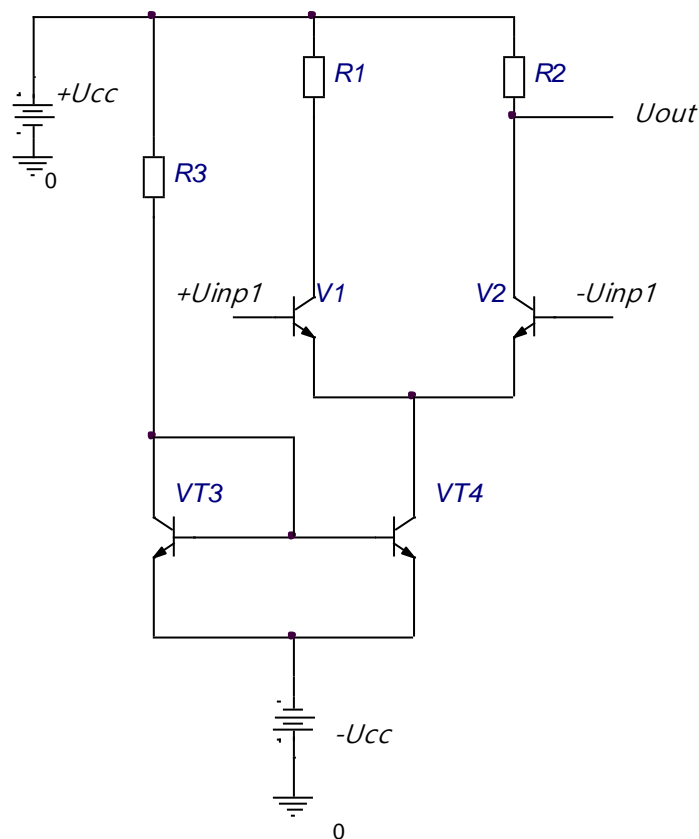 R1
R2
+Ucc
Uout
R3
0
+Uinp1
V1
V2
-Uinp1
VT3
VT4
-Ucc
0